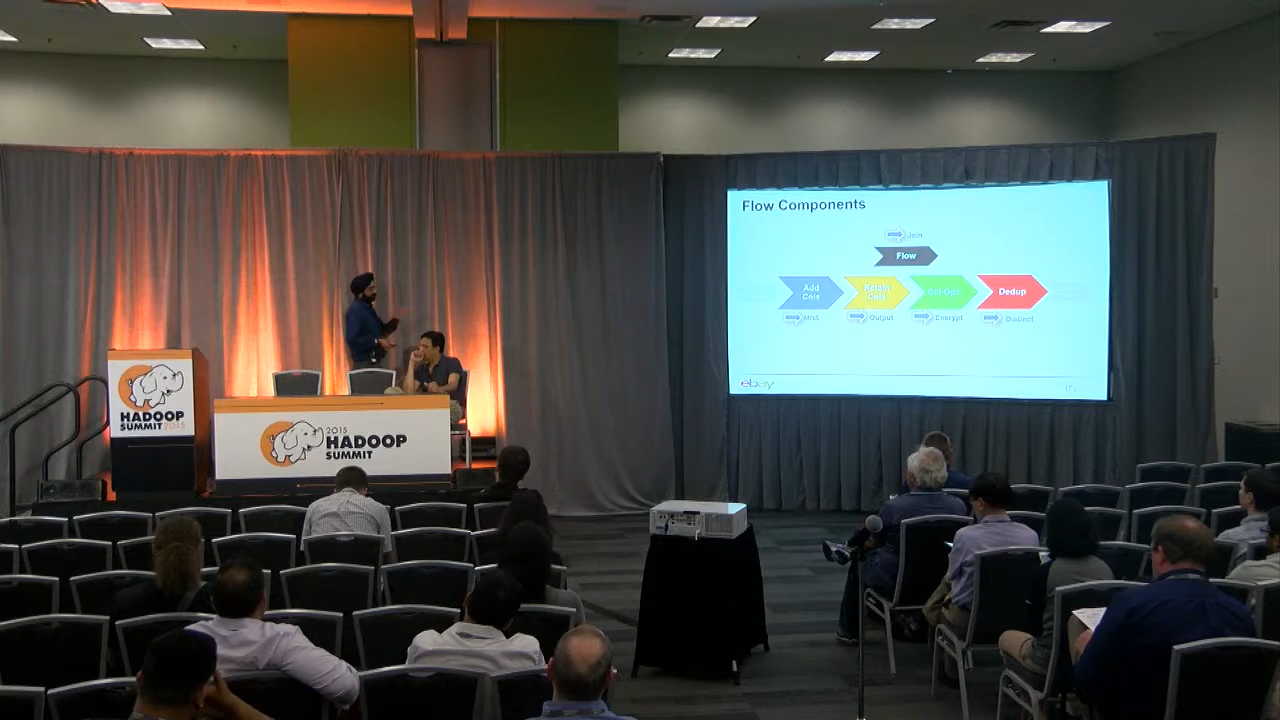 Flow Components
Join
Flow
Add
Cols
Retain
Cols
Col Ops
Dedup
MD5
Output
Encrypt
Distinct
ebay
HADOOP
SUMMIT 2015
2015
HADOOP
SUMMIT